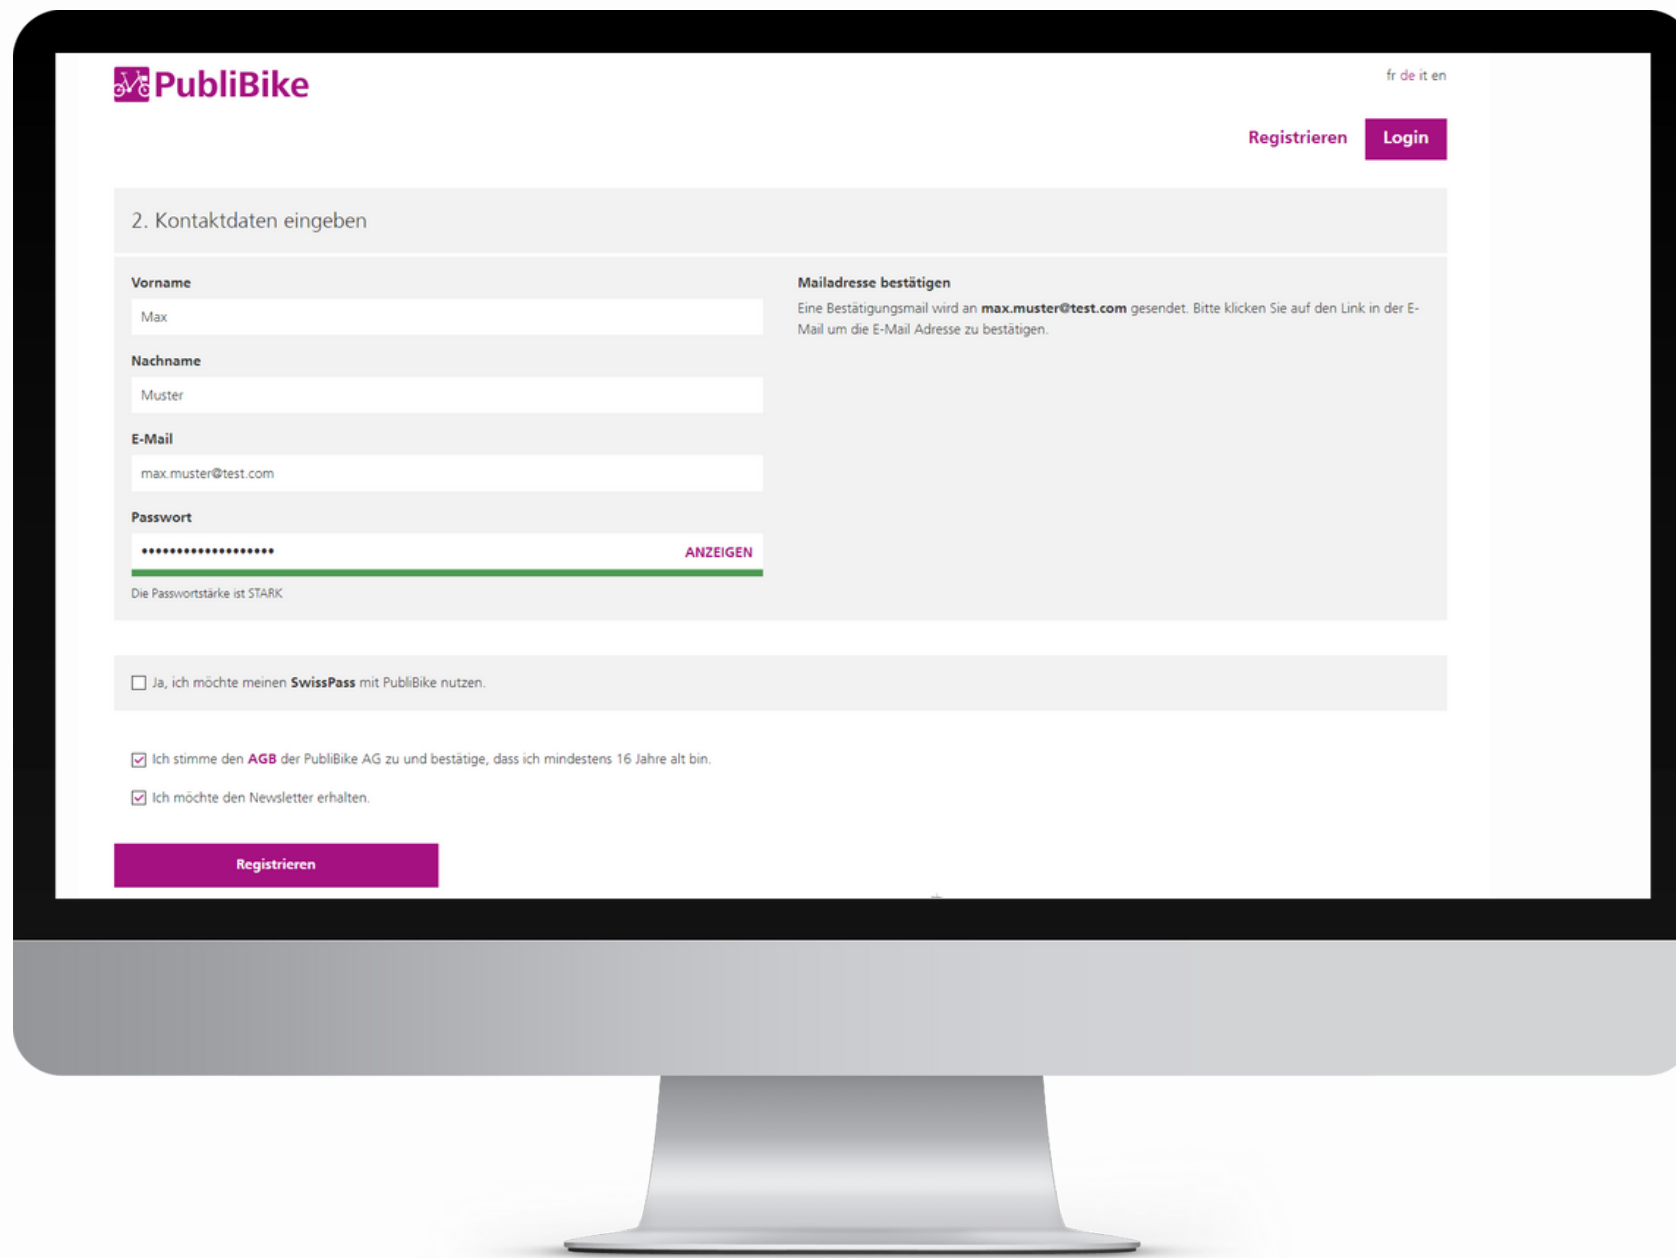 PubliBike
fr de it en
Registrieren
Login
2. Kontaktdaten eingeben
Vorname
Max
Nachname
Muster
E-Mail
max.muster@test.com
Passwort
•••••••••••••••••••
ANZEIGEN
Die Passwortstärke ist STARK
Mailadresse bestätigen
Eine Bestätigungsmail wird an max.muster@test.com gesendet. Bitte klicken Sie auf den Link in der E-
Mail um die E-Mail Adresse zu bestätigen.
Ja, ich möchte meinen SwissPass mit PubliBike nutzen.
Ich stimme den AGB der PubliBike AG zu und bestätige, dass ich mindestens 16 Jahre alt bin.
Ich möchte den Newsletter erhalten.
Registrieren